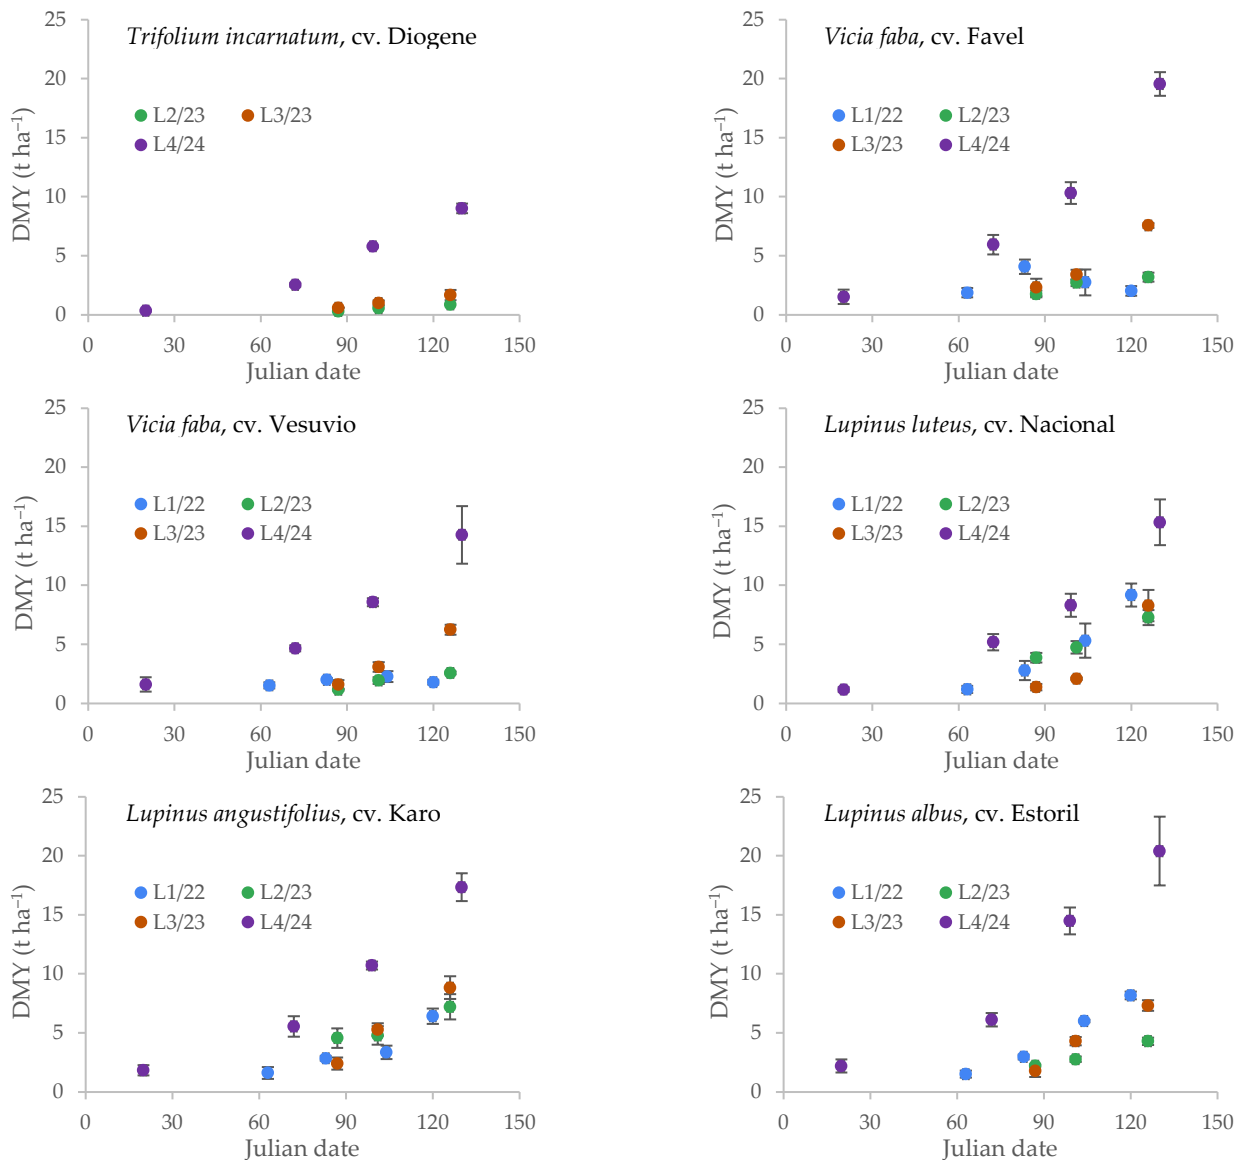 Trifolium incarnatum, cv. Diogene
L2/23 L3/23
L4/24
DMY (t ha⁻¹)
25
20
15
10
5
0
0 30 60 90 120 150
Julian date
Vicia faba, cv. Favel
L1/22 L2/23
L3/23 L4/24
DMY (t ha⁻¹)
25
20
15
10
5
0
0 30 60 90 120 150
Julian date
Vicia faba, cv. Vesuvio
L1/22 L2/23
L3/23 L4/24
DMY (t ha⁻¹)
25
20
15
10
5
0
0 30 60 90 120 150
Julian date
Lupinus luteus, cv. Nacional
L1/22 L2/23
L3/23 L4/24
DMY (t ha⁻¹)
25
20
15
10
5
0
0 30 60 90 120 150
Julian date
Lupinus angustifolius, cv. Karo
L1/22 L2/23
L3/23 L4/24
DMY (t ha⁻¹)
25
20
15
10
5
0
0 30 60 90 120 150
Julian date
Lupinus albus, cv. Estoril
L1/22 L2/23
L3/23 L4/24
DMY (t ha⁻¹)
25
20
15
10
5
0
0 30 60 90 120 150
Julian date